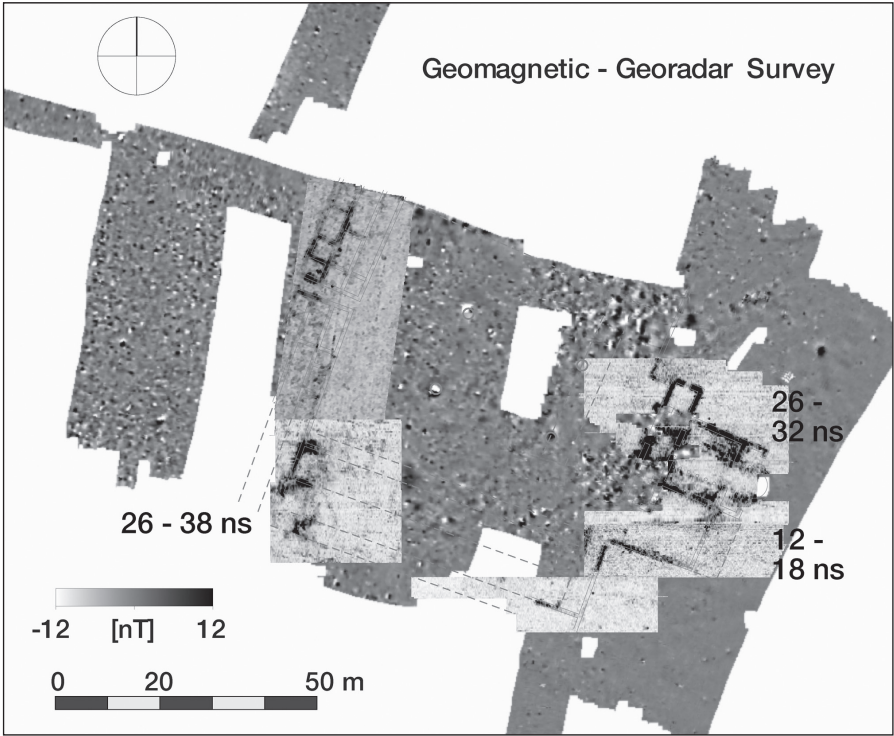 Geomagnetic - Georadar Survey
26 -
32 ns
26 - 38 ns
12 -
18 ns
-12 [nT] 12
0 20 50 m